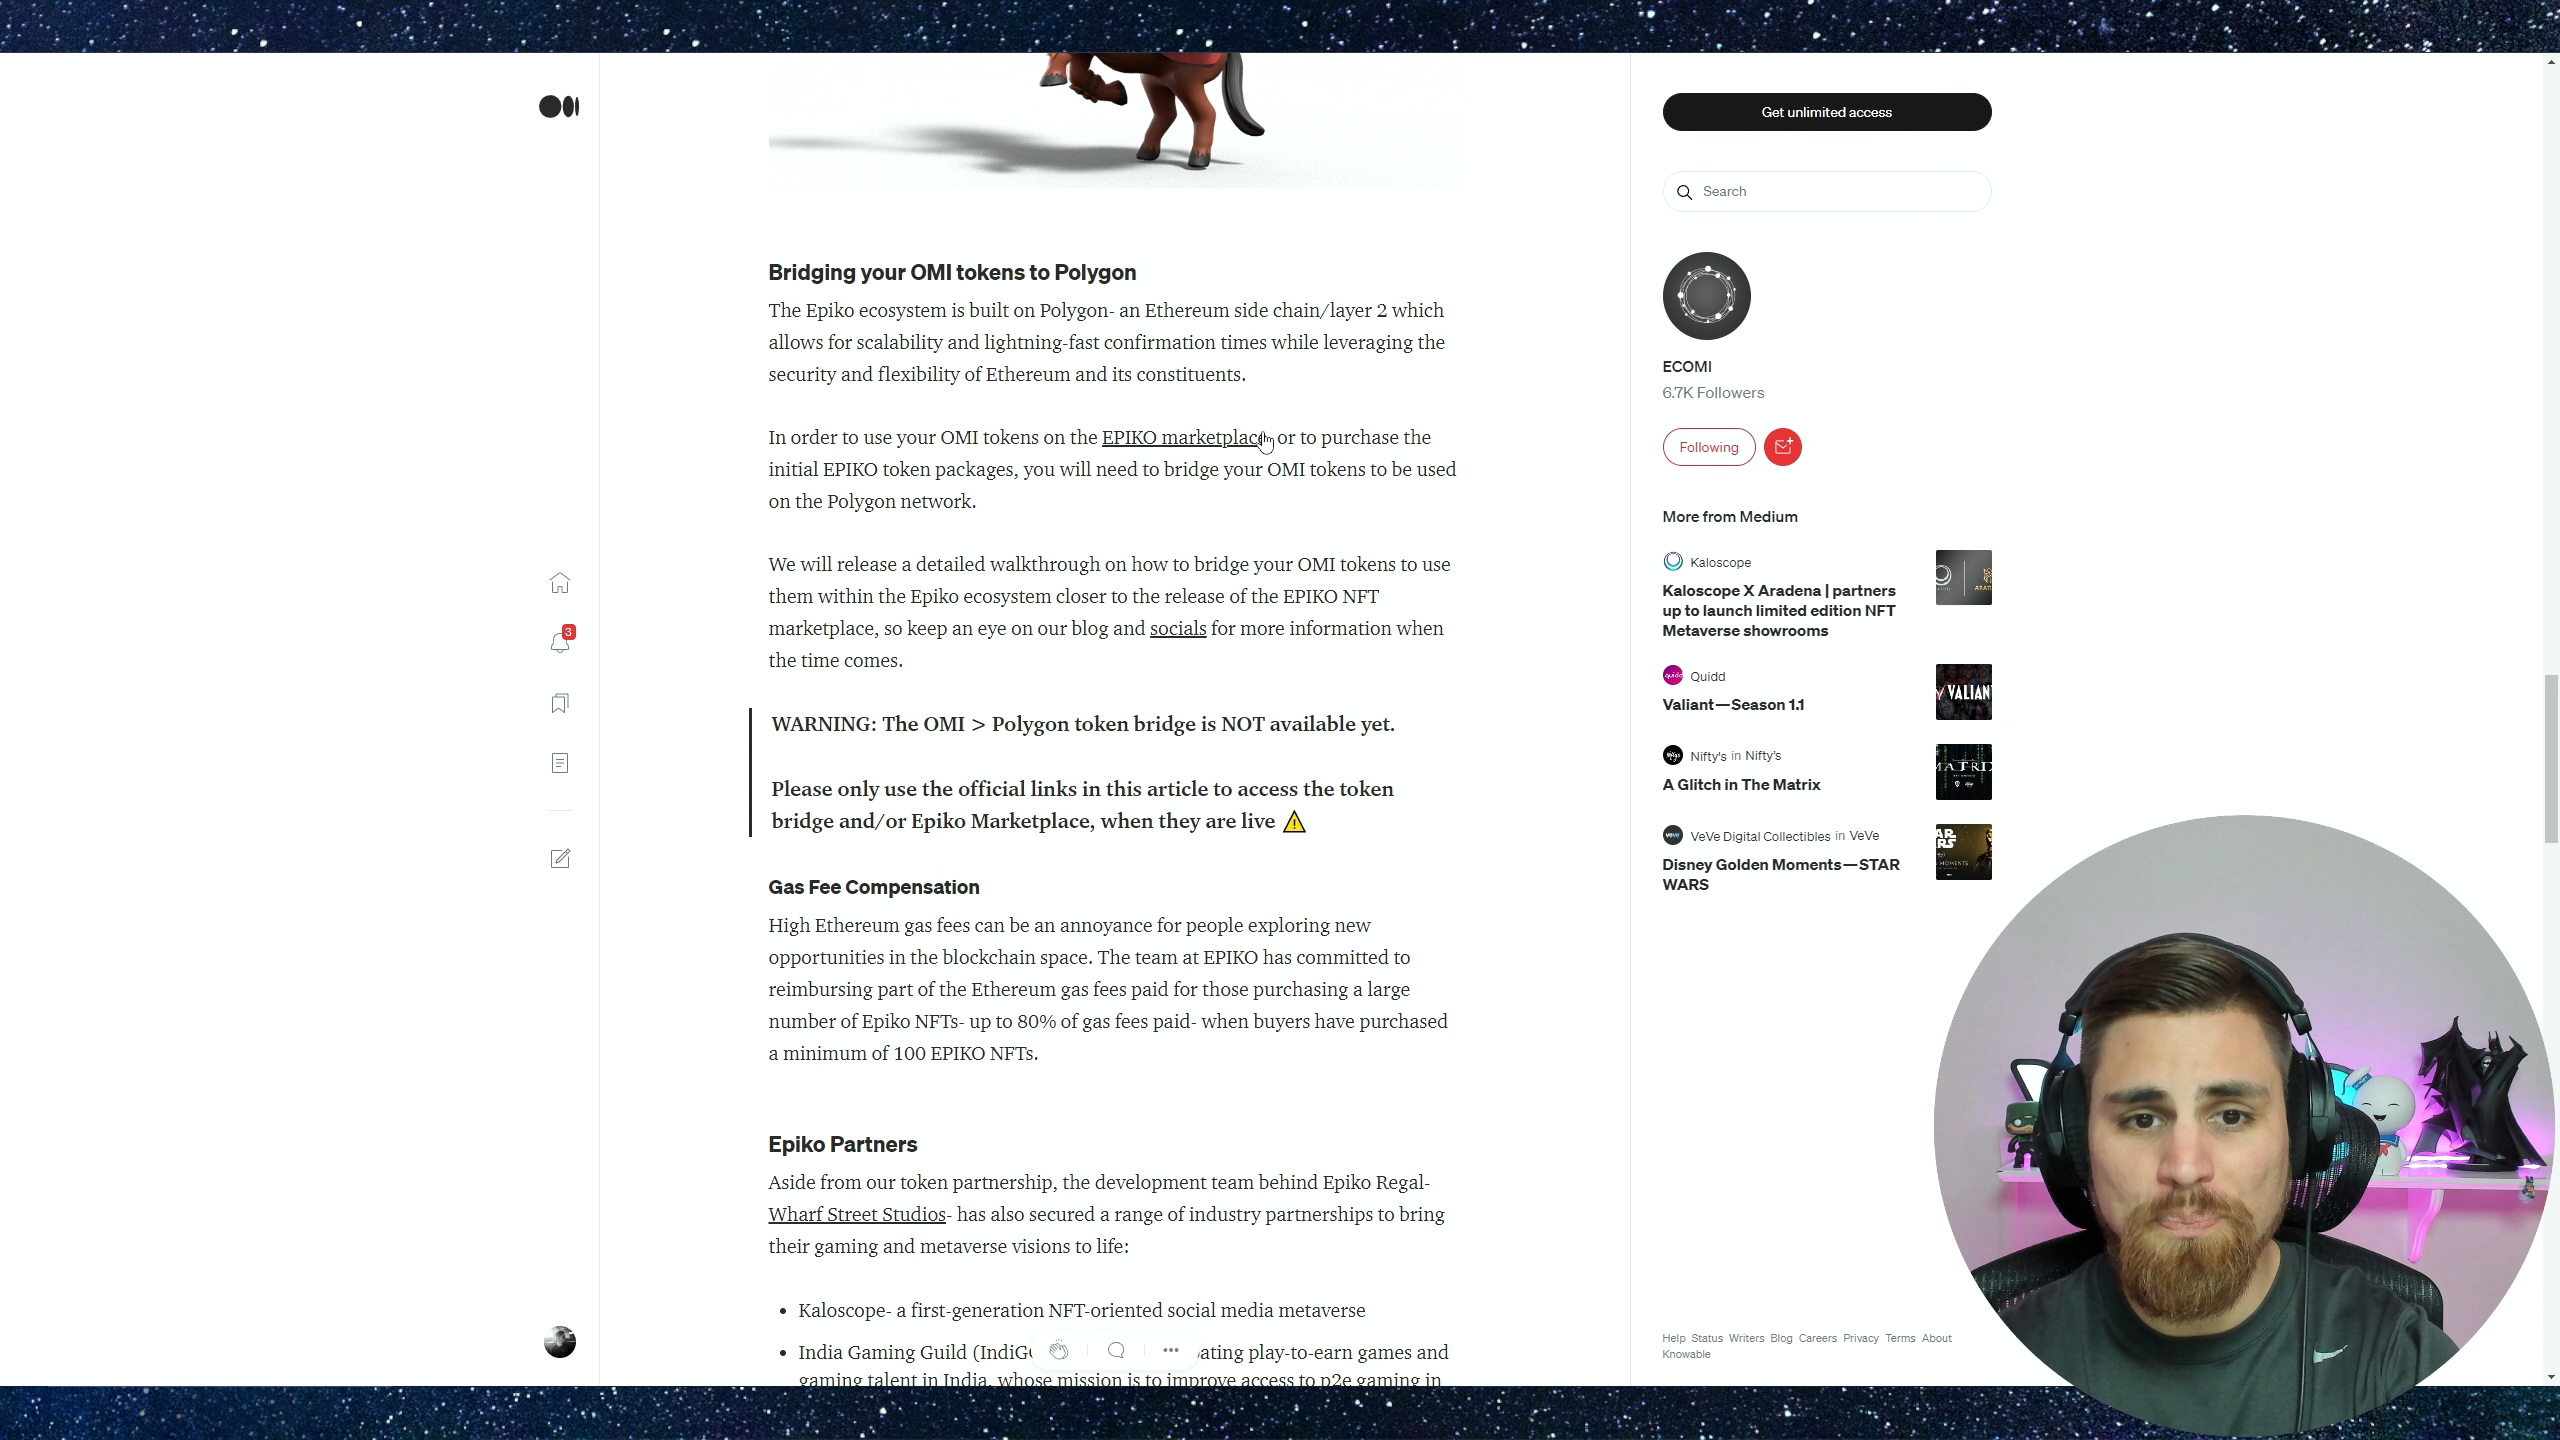 Bridging your OMI tokens to Polygon
The Epiko ecosystem is built on Polygon- an Ethereum side chain/layer 2 which
allows for scalability and lightning-fast confirmation times while leveraging the
security and flexibility of Ethereum and its constituents.
In order to use your OMI tokens on the EPIKO marketplace or to purchase the
initial EPIKO token packages, you will need to bridge your OMI tokens to be used
on the Polygon network.
We will release a detailed walkthrough on how to bridge your OMI tokens to use
them within the Epiko ecosystem closer to the release of the EPIKO NFT
marketplace, so keep an eye on our blog and socials for more information when
the time comes.
WARNING: The OMI > Polygon token bridge is NOT available yet.
Please only use the official links in this article to access the token
bridge and/or Epiko Marketplace, when they are live ⚠️
Gas Fee Compensation
High Ethereum gas fees can be an annoyance for people exploring new
opportunities in the blockchain space. The team at EPIKO has committed to
reimbursing part of the Ethereum gas fees paid for those purchasing a large
number of Epiko NFTs- up to 80% of gas fees paid- when buyers have purchased
a minimum of 100 EPIKO NFTs.
Epiko Partners
Aside from our token partnership, the development team behind Epiko Regal-
Wharf Street Studios- has also secured a range of industry partnerships to bring
their gaming and metaverse visions to life:
• Kaloscope- a first-generation NFT-oriented social media metaverse
• India Gaming Guild play-to-earn games and
gaming talent in India, whose mission is to improve access to p2e gaming in
3
Get unlimited access
Search
ECOMI
6.7K Followers
Following
More from Medium
Kaloscope
Kaloscope X Aradena | partners
up to launch limited edition NFT
Metaverse showrooms
Quidd
Valiant—Season 1.1
VALIANT
Nifty's in Nifty's
A Glitch in The Matrix
MATRIX
VeVe Digital Collectibles in VeVe
Disney Golden Moments—STAR
WARS
Help Status Writers Blog Careers Privacy Terms About
Knowable